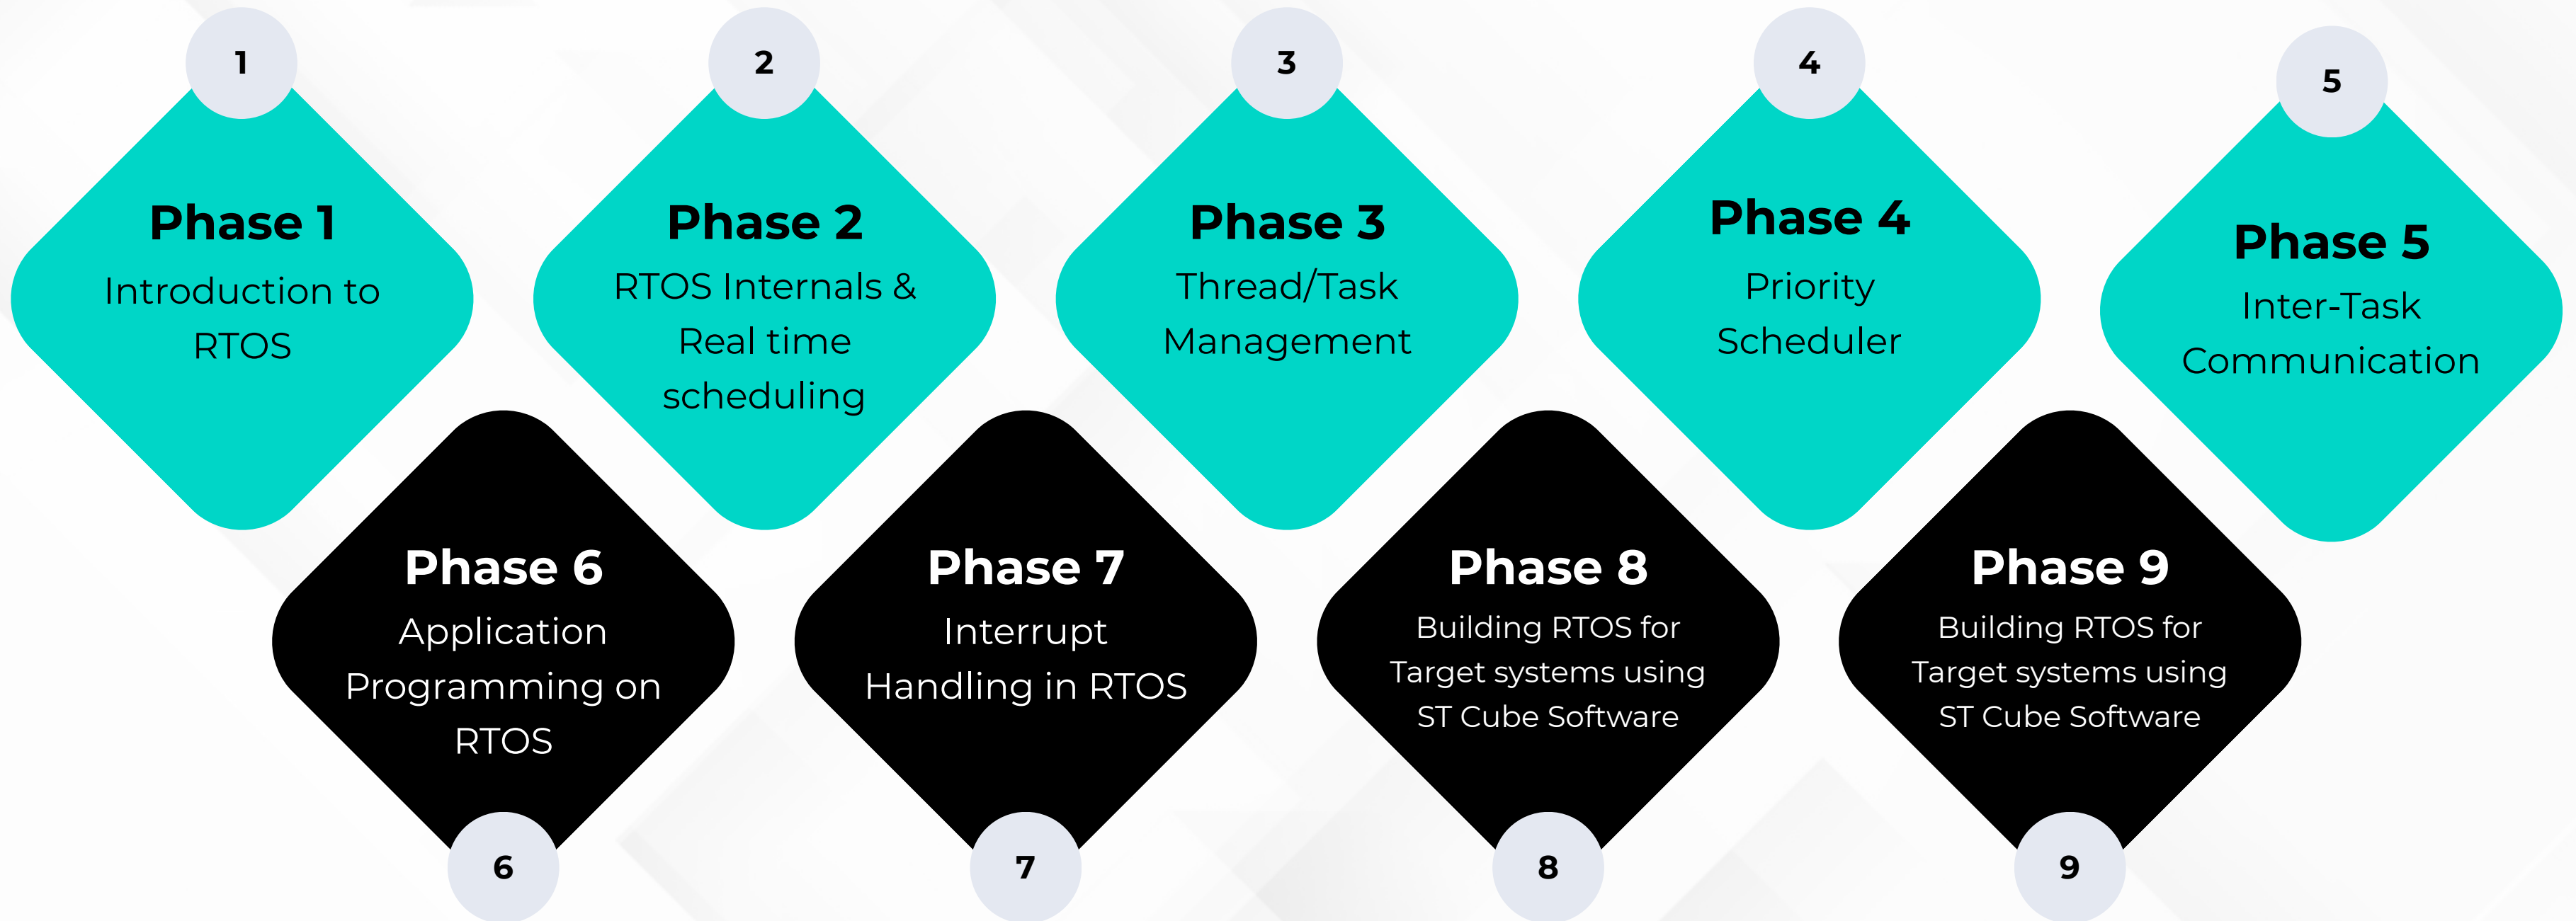 1
Phase 1
Introduction to
RTOS
2
Phase 2
RTOS Internals &
Real time
scheduling
3
Phase 3
Thread/Task
Management
4
Phase 4
Priority
Scheduler
5
Phase 5
Inter-Task
Communication
Phase 6
Application
Programming on
RTOS
6
Phase 7
Interrupt
Handling in RTOS
7
Phase 8
Building RTOS for
Target systems using
ST Cube Software
8
Phase 9
Building RTOS for
Target systems using
ST Cube Software
9